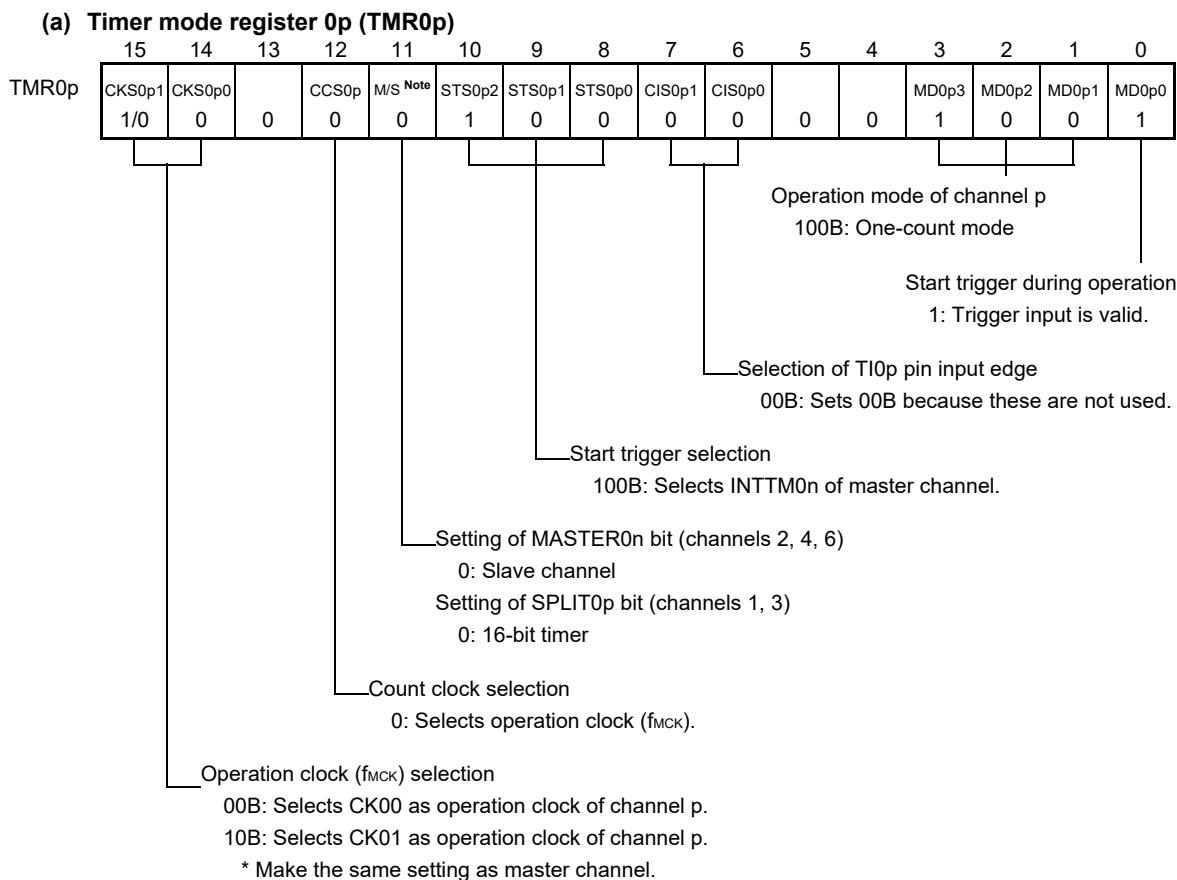 (a) Timer mode register 0p (TMR0p)
15 14 13 12 11 10 9 8 7 6 5 4 3 2 1 0
TMR0p CKS0p1 CKS0p0 CCS0p M/S Note STS0p2 STS0p1 STS0p0 CIS0p1 CIS0p0 MD0p3 MD0p2 MD0p1 MD0p0
1/0 0 0 0 0 1 0 0 0 0 0 0 1 0 0 1
Operation mode of channel p
100B: One-count mode
Start trigger during operation
1: Trigger input is valid.
Selection of TI0p pin input edge
00B: Sets 00B because these are not used.
Start trigger selection
100B: Selects INTTM0n of master channel.
Setting of MASTER0n bit (channels 2, 4, 6)
0: Slave channel
Setting of SPLIT0p bit (channels 1, 3)
0: 16-bit timer
Count clock selection
0: Selects operation clock (fMCK).
Operation clock (fMCK) selection
00B: Selects CK00 as operation clock of channel p.
10B: Selects CK01 as operation clock of channel p.
* Make the same setting as master channel.